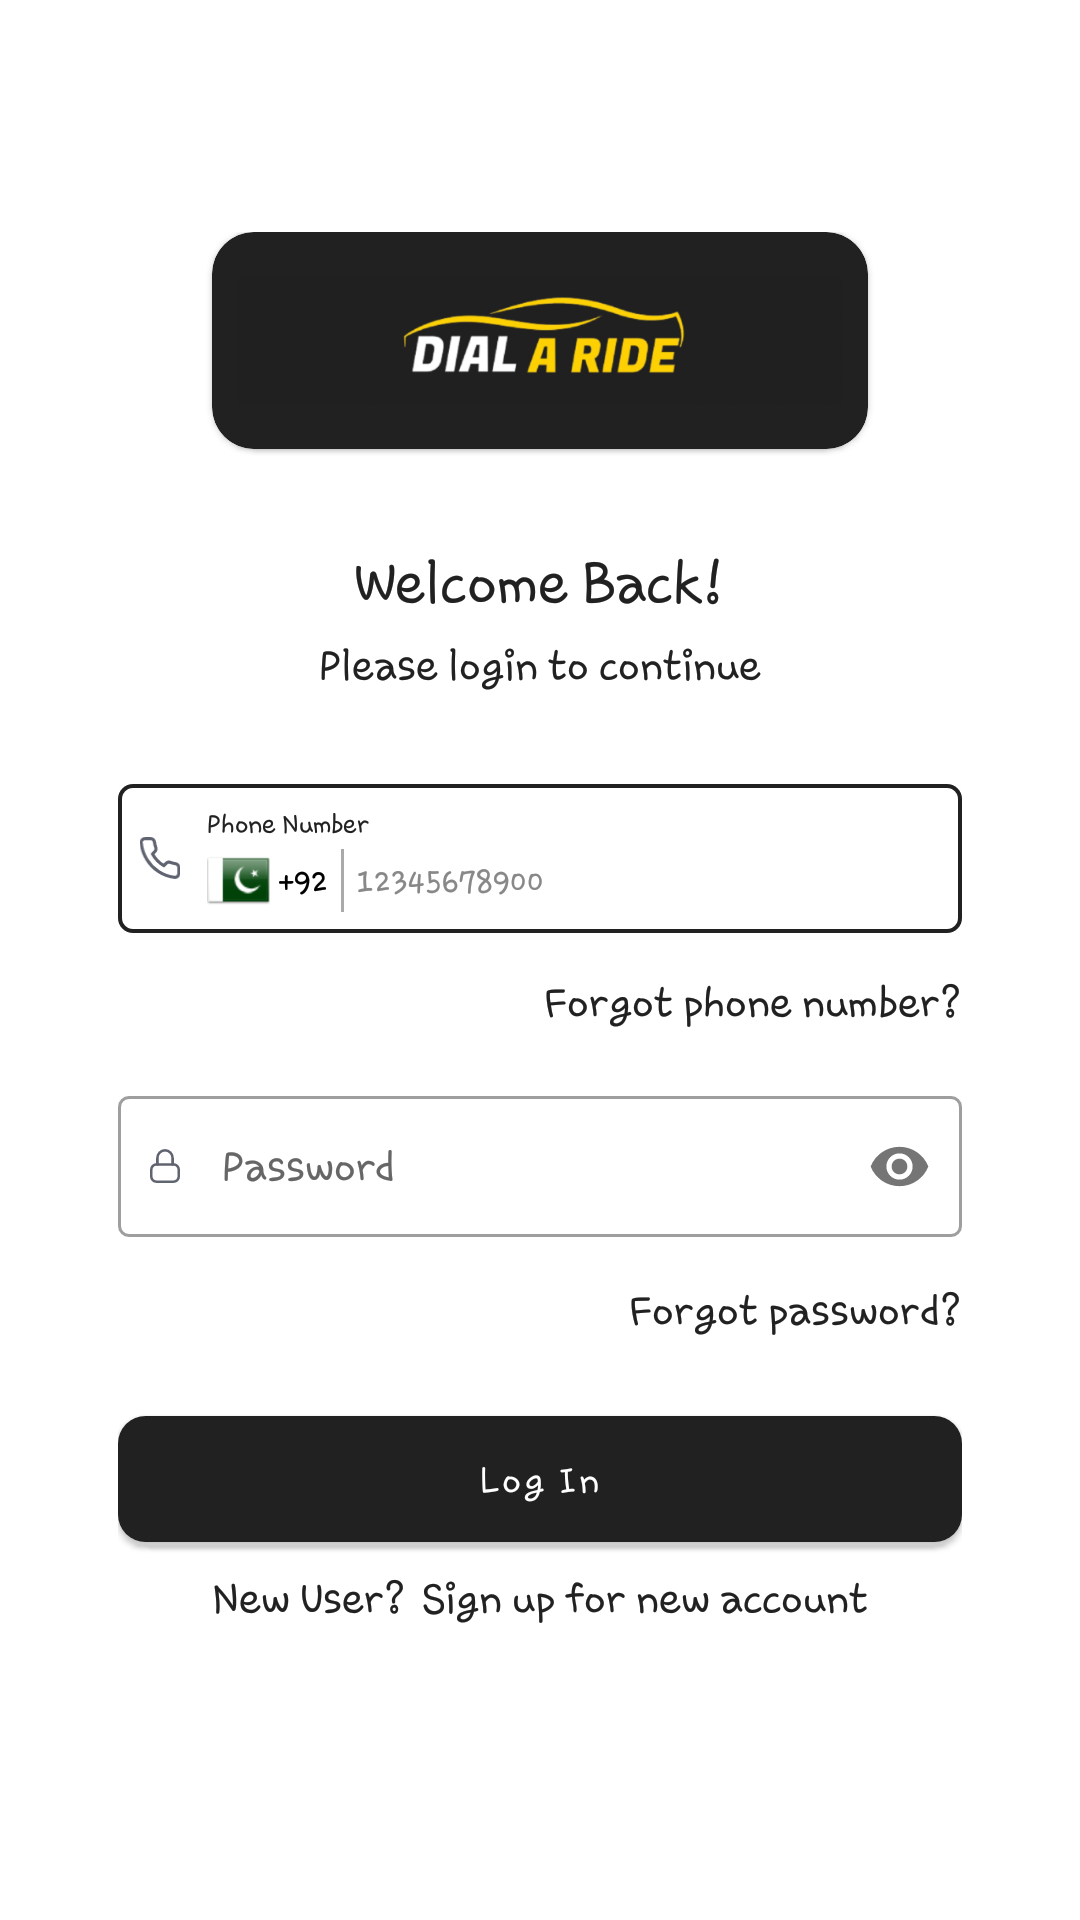 DIAL A RIDE
Welcome Back!
Please login to continue
Phone Number
+92 12345678900
Forgot phone number?
Password
Forgot password?
Log In
New User? Sign up for new account